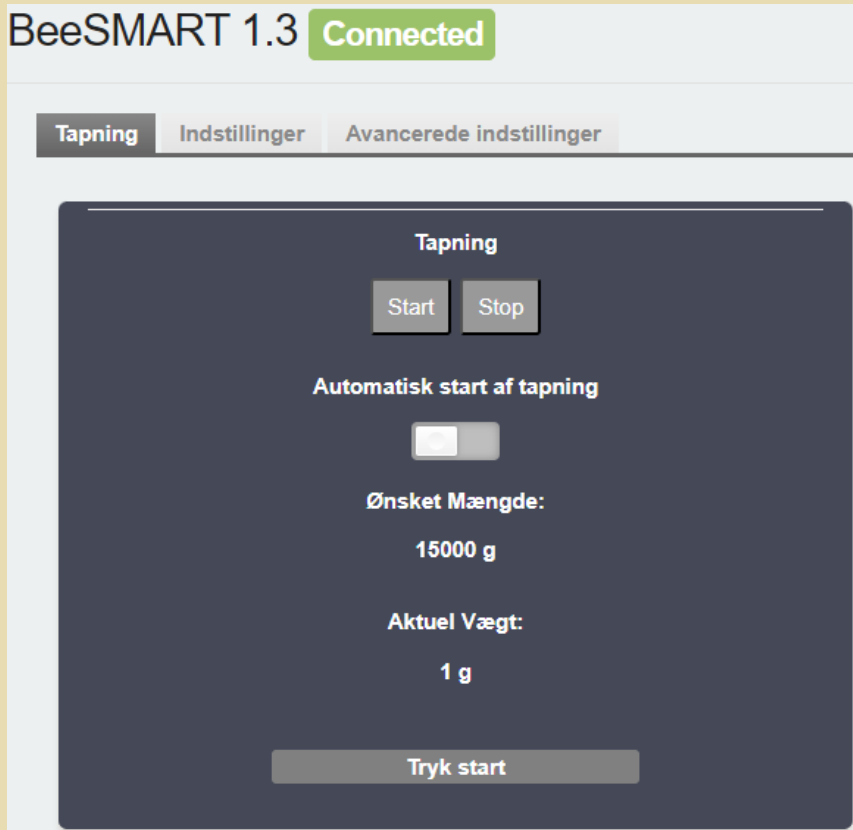 BeeSMART 1.3 Connected
Tapning Indstillinger Avancerede indstillinger
Tapning
Start Stop
Automatisk start af tapning
Ønsket Mængde:
15000 g
Aktuel Vægt:
1 g
Tryk start